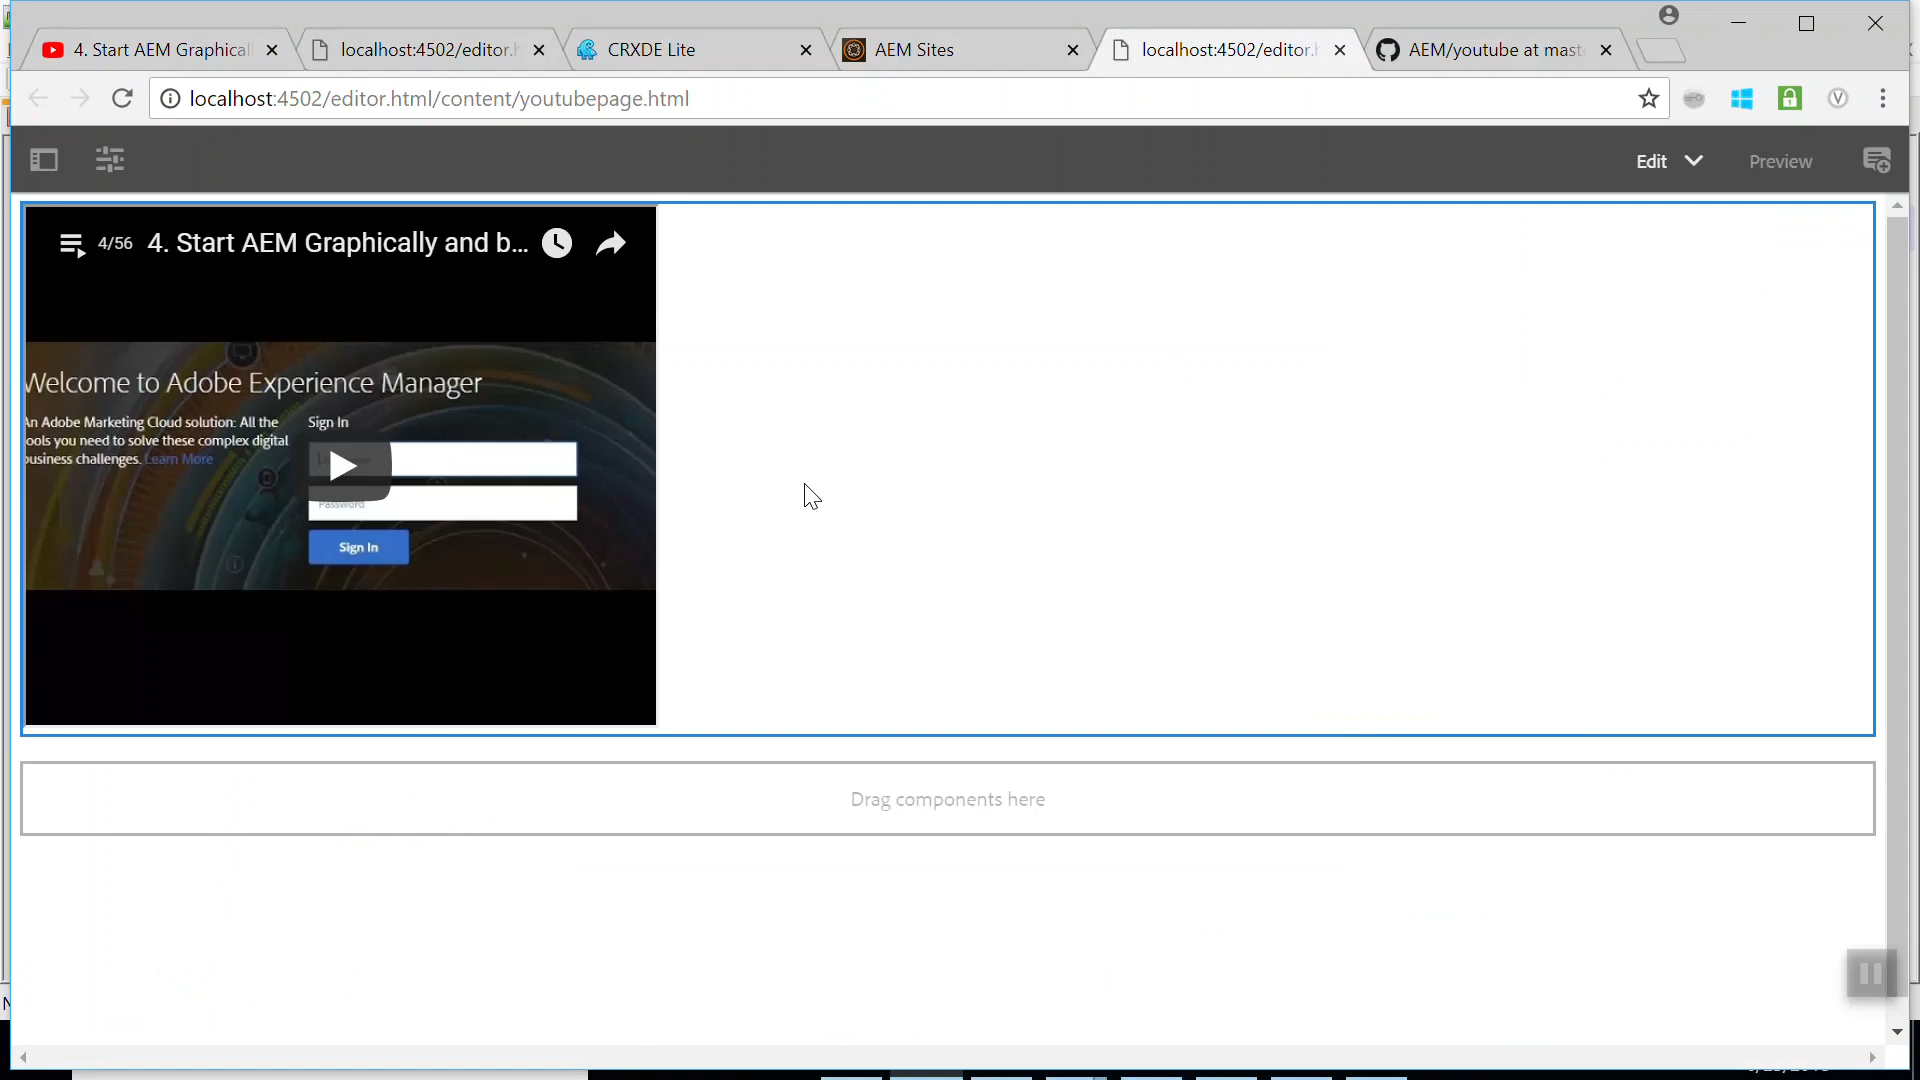 4. Start AEM Graphical
localhost:4502/editor.h
CRXDE Lite
AEM Sites
localhost:4502/editor.h
AEM/youtube at mast
localhost:4502/editor.html/content/youtubepage.html
Edit
Preview
4/56
4. Start AEM Graphically and b...
Welcome to Adobe Experience Manager
An Adobe Marketing Cloud solution: All the
tools you need to solve these complex digital
business challenges. Learn More
Sign In
Password
Sign In
Drag components here